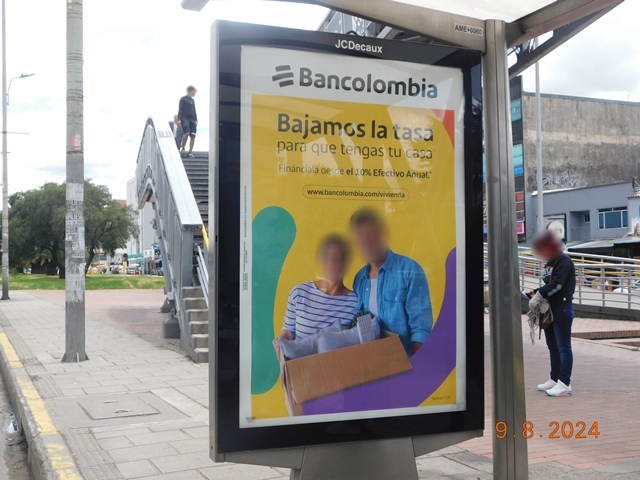 AME+0060
JCDecaux
Bancolombia
Bajamos la tasa
para que tengas tu casa
Fináncíala desde el 10% Efectivo Anual.*
www.bancolombia.com/vivienda
9.8.2024